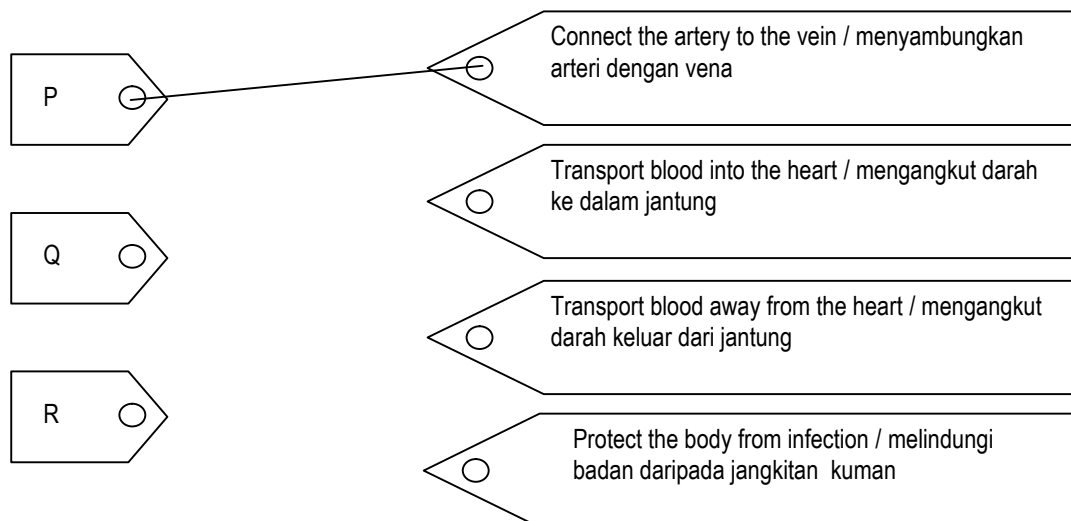 Connect the artery to the vein / menyambungkan
arteri dengan vena
P
Transport blood into the heart / mengangkut darah
ke dalam jantung
Q
Transport blood away from the heart / mengangkut
darah keluar dari jantung
R
Protect the body from infection / melindungi
badan daripada jangkitan kuman